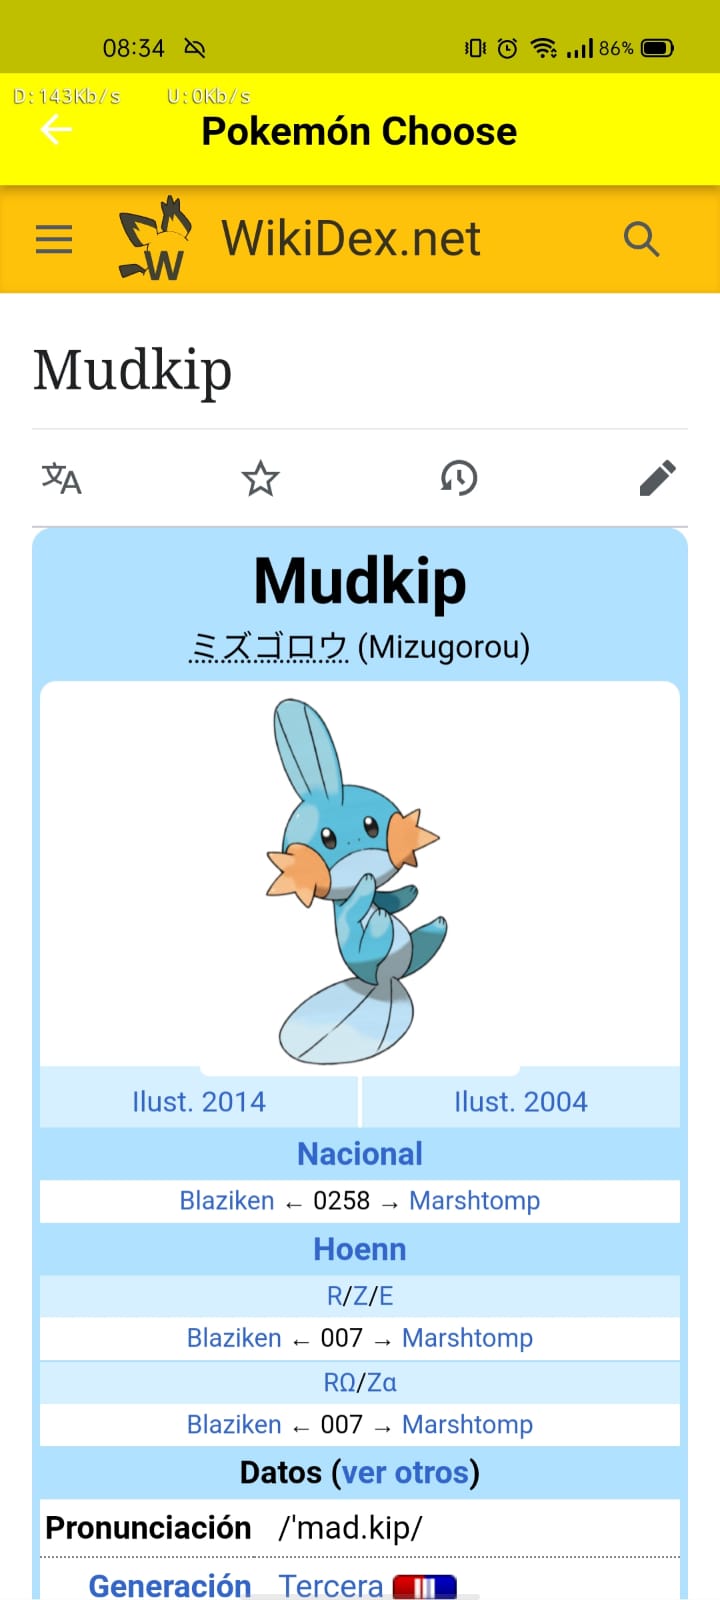 08:34 86%
D:143Kb/s U:0Kb/s
Pokemón Choose
W WikiDex.net
Mudkip
文A
Mudkip
ミズゴロウ (Mizugorou)
Ilust. 2014 Ilust. 2004
Nacional
Blaziken ← 0258 → Marshtomp
Hoenn
R/Z/E
Blaziken ← 007 → Marshtomp
RΩ/Zα
Blaziken ← 007 → Marshtomp
Datos (ver otros)
Pronunciación /'mad.kip/
Generación Tercera